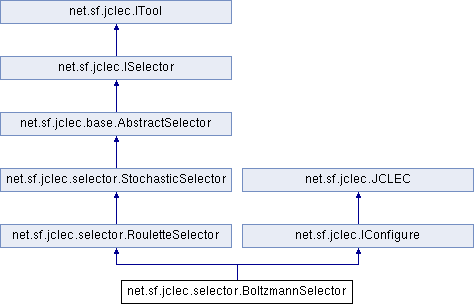 net.sf.jclec.ITool
net.sf.jclec.ISelector
net.sf.jclec.base.AbstractSelector
net.sf.jclec.selector.StochasticSelector
net.sf.jclec.JCLEC
net.sf.jclec.selector.RouletteSelector
net.sf.jclec.IConfigure
net.sf.jclec.selector.BoltzmannSelector